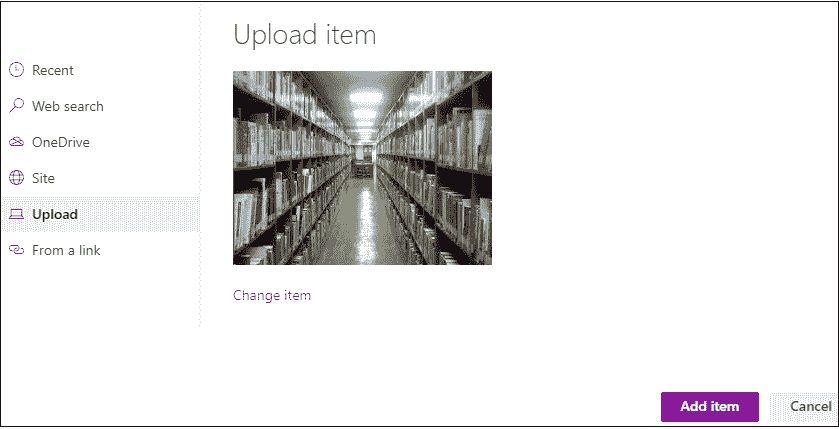 Upload item
Recent
Web search
OneDrive
Site
Upload
From a link
Change item
Add item
Cancel